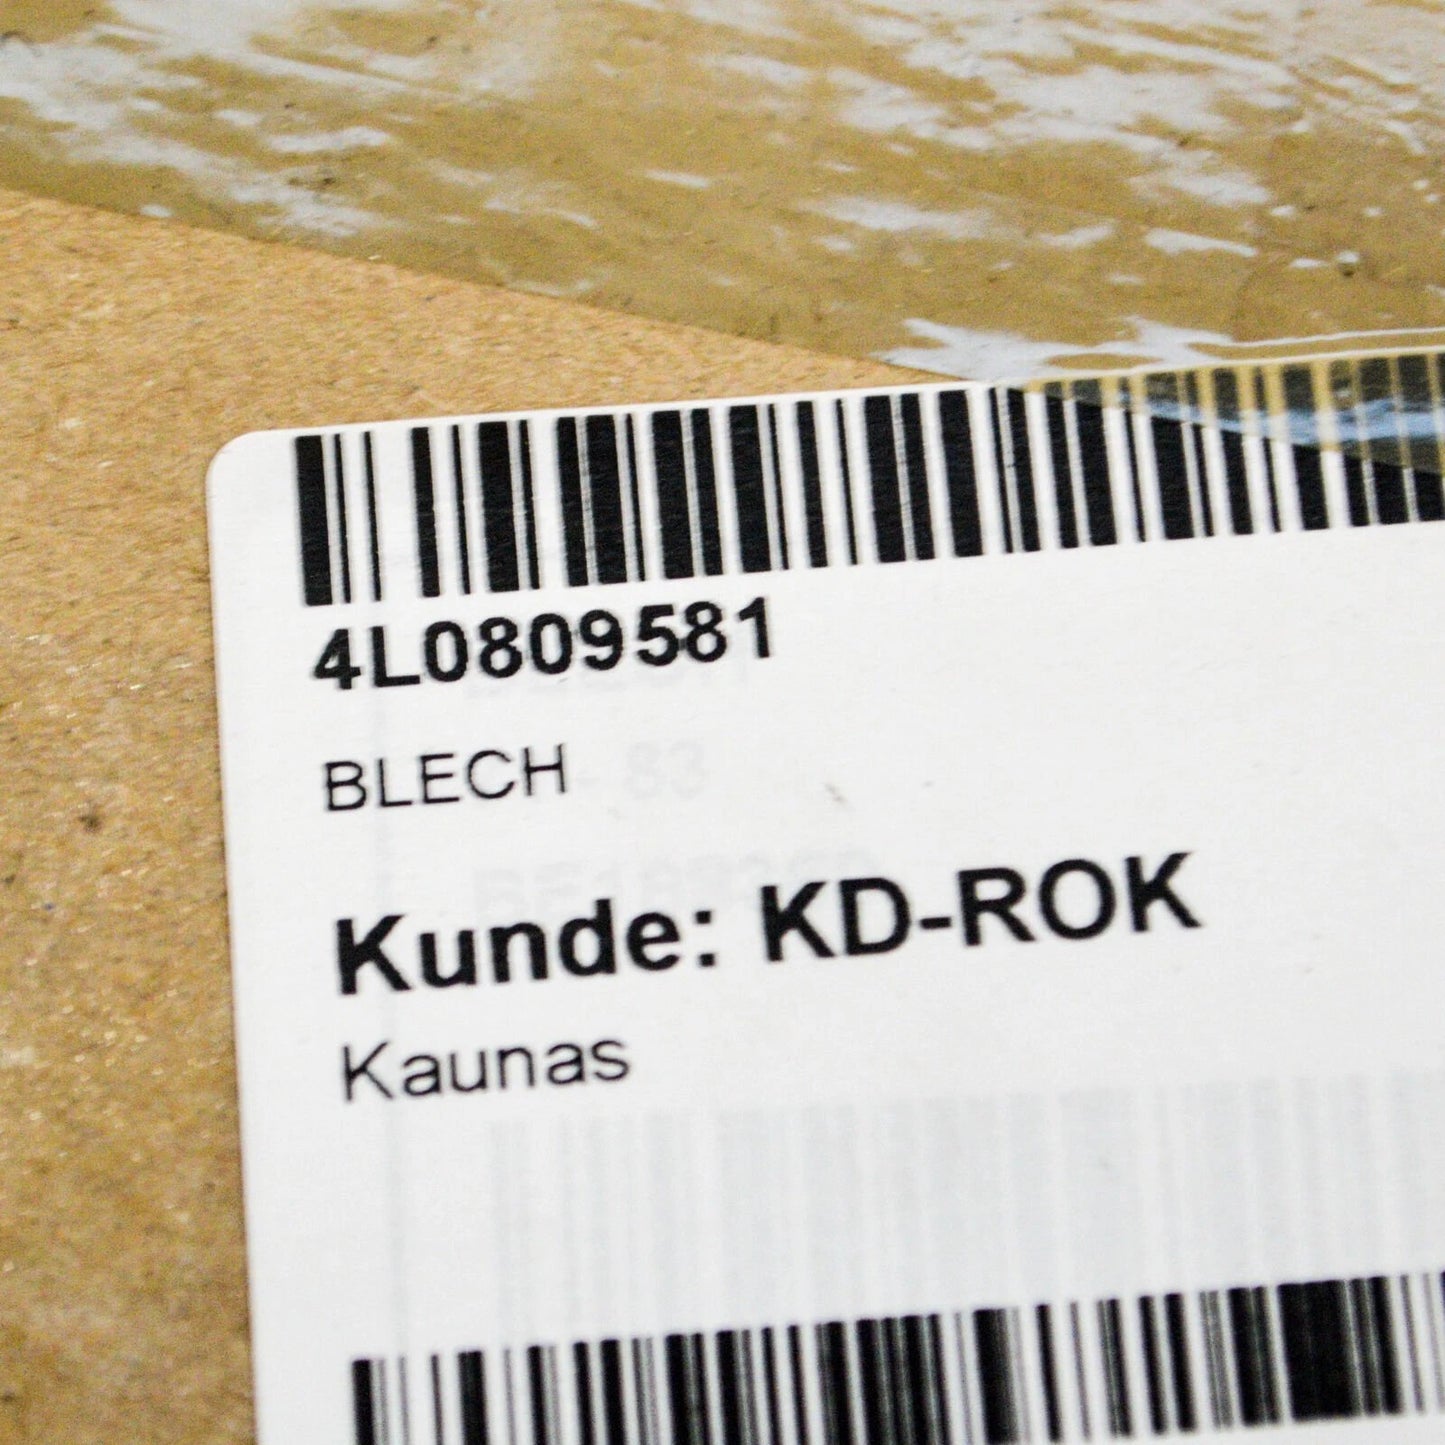 4L0809581
BLECH
Kunde: KD-ROK
Kaunas